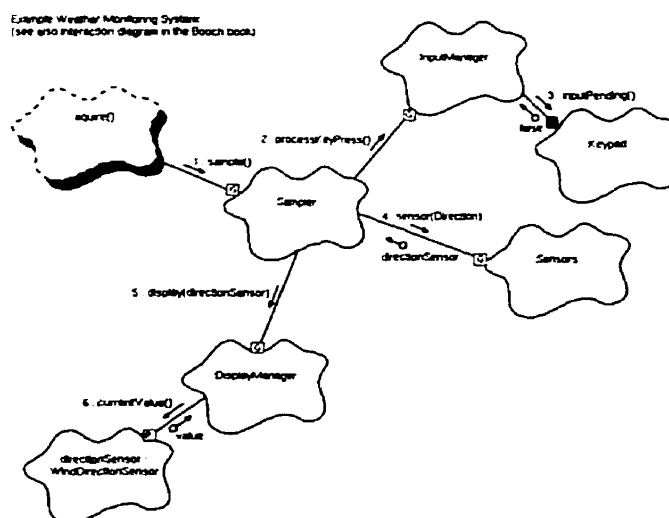 Example Weather Monitoring System
(see also interaction diagram in the Booch book)
InputManager
3 : inputPending()
aquire()
false
2 : processKeyPress()
Keypad
1 : sample()
Sampler
4 : sensor(Direction)
directionSensor
Sensors
5 : display(directionSensor)
DisplayManager
6 : currentValue()
value
directionSensor :
WindDirectionSensor